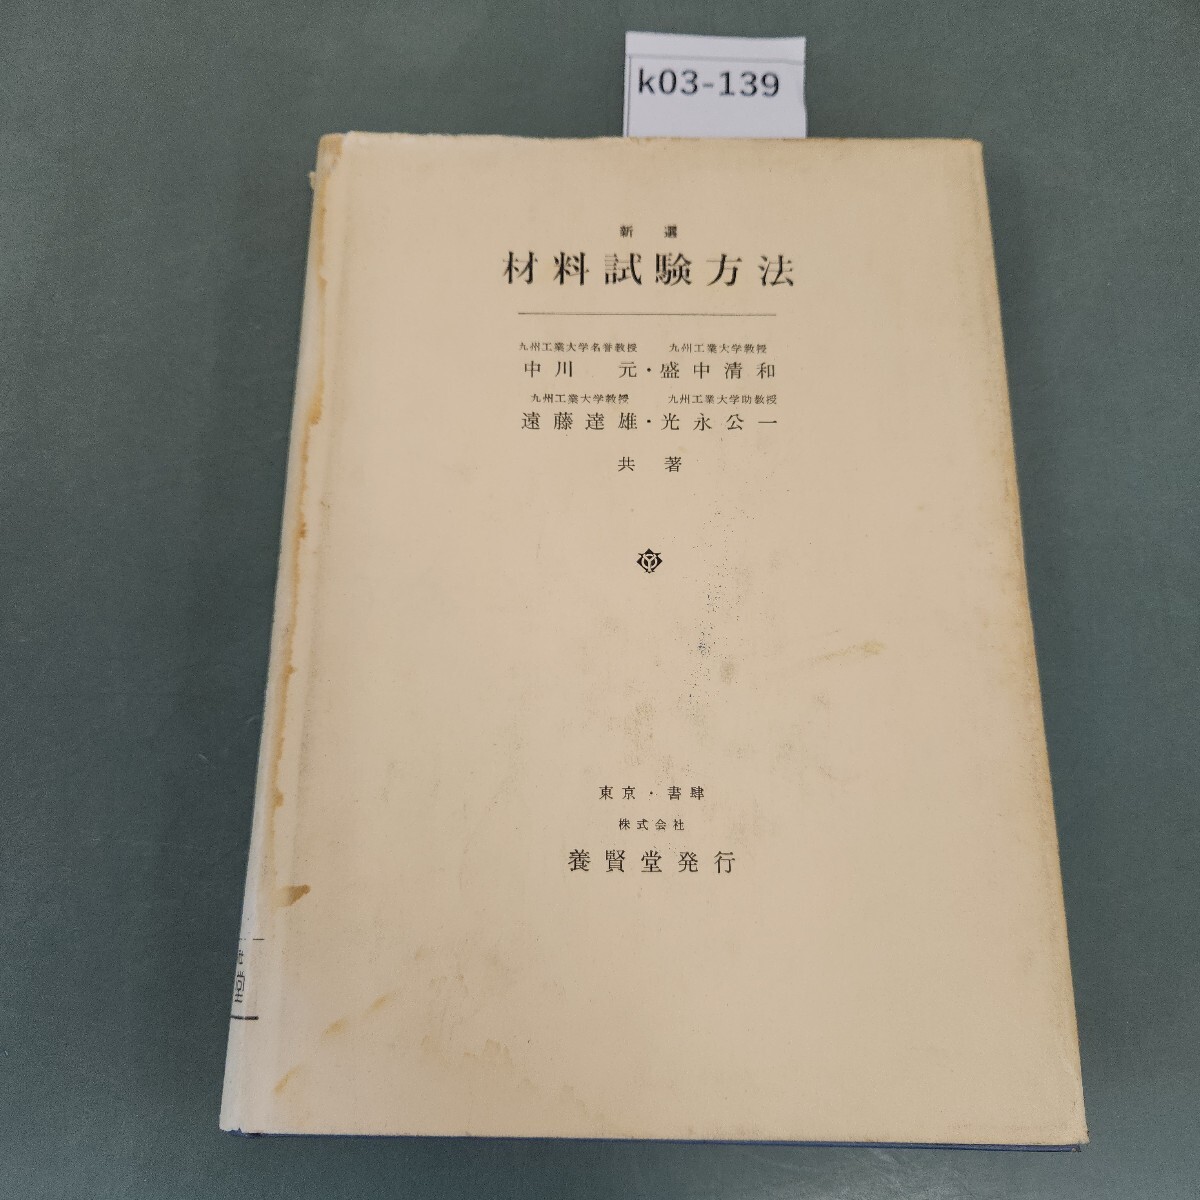 k03-139
新選
材料試験方法
九州工業大学名誉教授 九州工業大学教授
中川 元・盛中清和
九州工業大学教授 九州工業大学助教授
遠藤達雄・光永公一
共著
東京・書肆
株式会社
養賢堂発行
社
堂